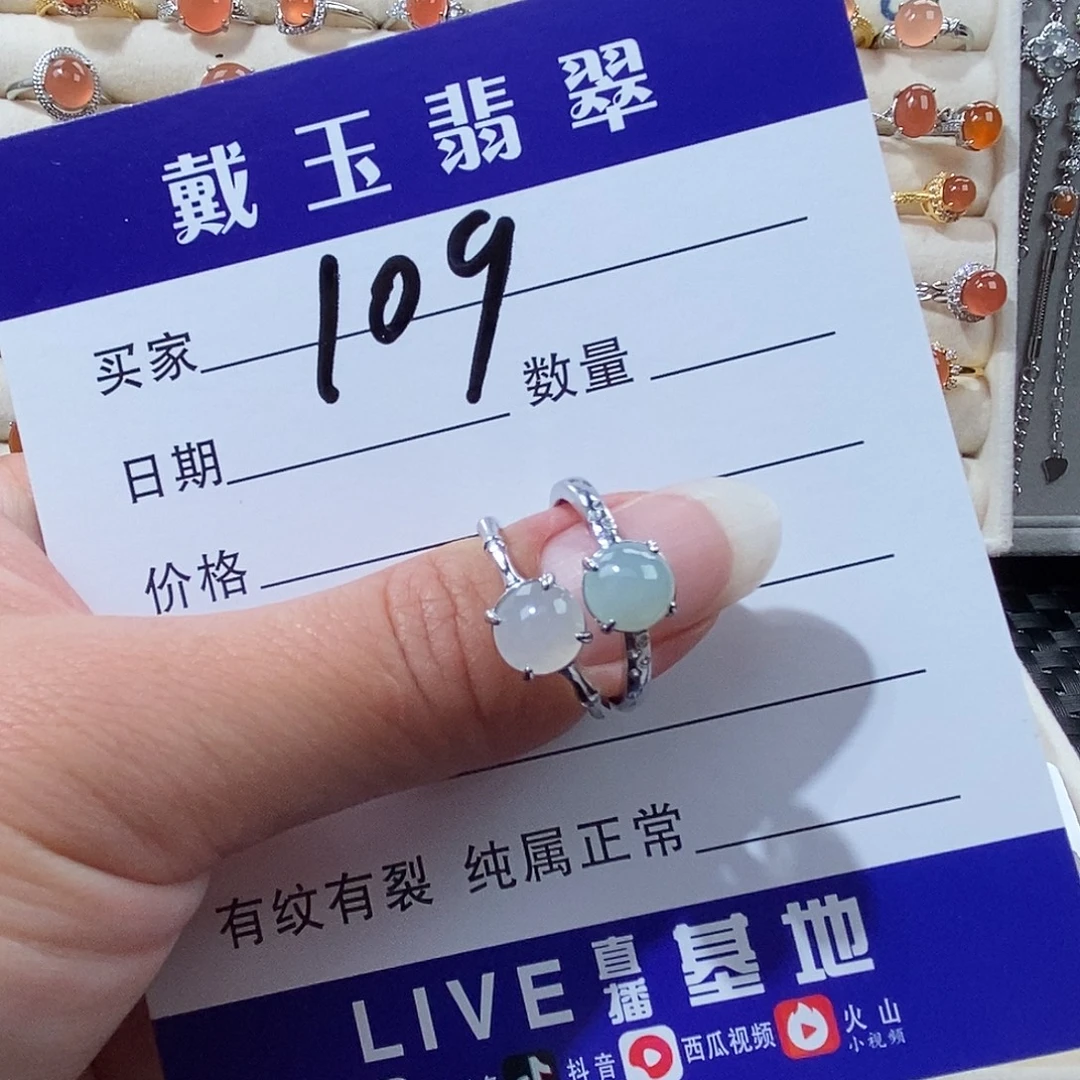 戴玉翡翠
109
买家
日期 数量
价格
有纹有裂 纯属正常
LIVE 直播 基地
抖音 西瓜视频 火山小视频